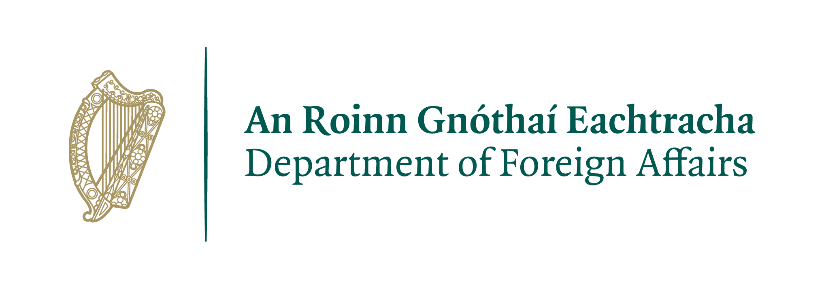 An Roinn Gnóthaí Eachtracha
Department of Foreign Affairs